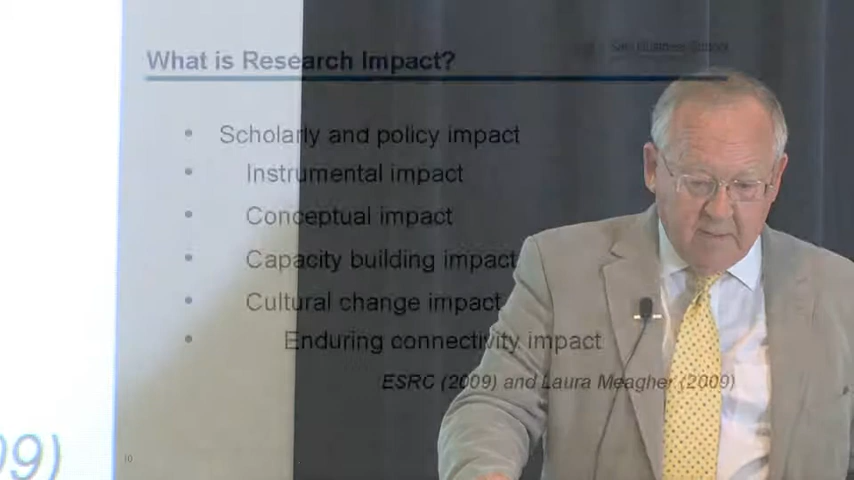 What is Research Impact?
• Scholarly and policy impact
• Instrumental impact
• Conceptual impact
• Capacity building impact
• Cultural change impact
• Enduring connectivity impact
ESRC (2009) and Laura Meagher (2009)
09)
10